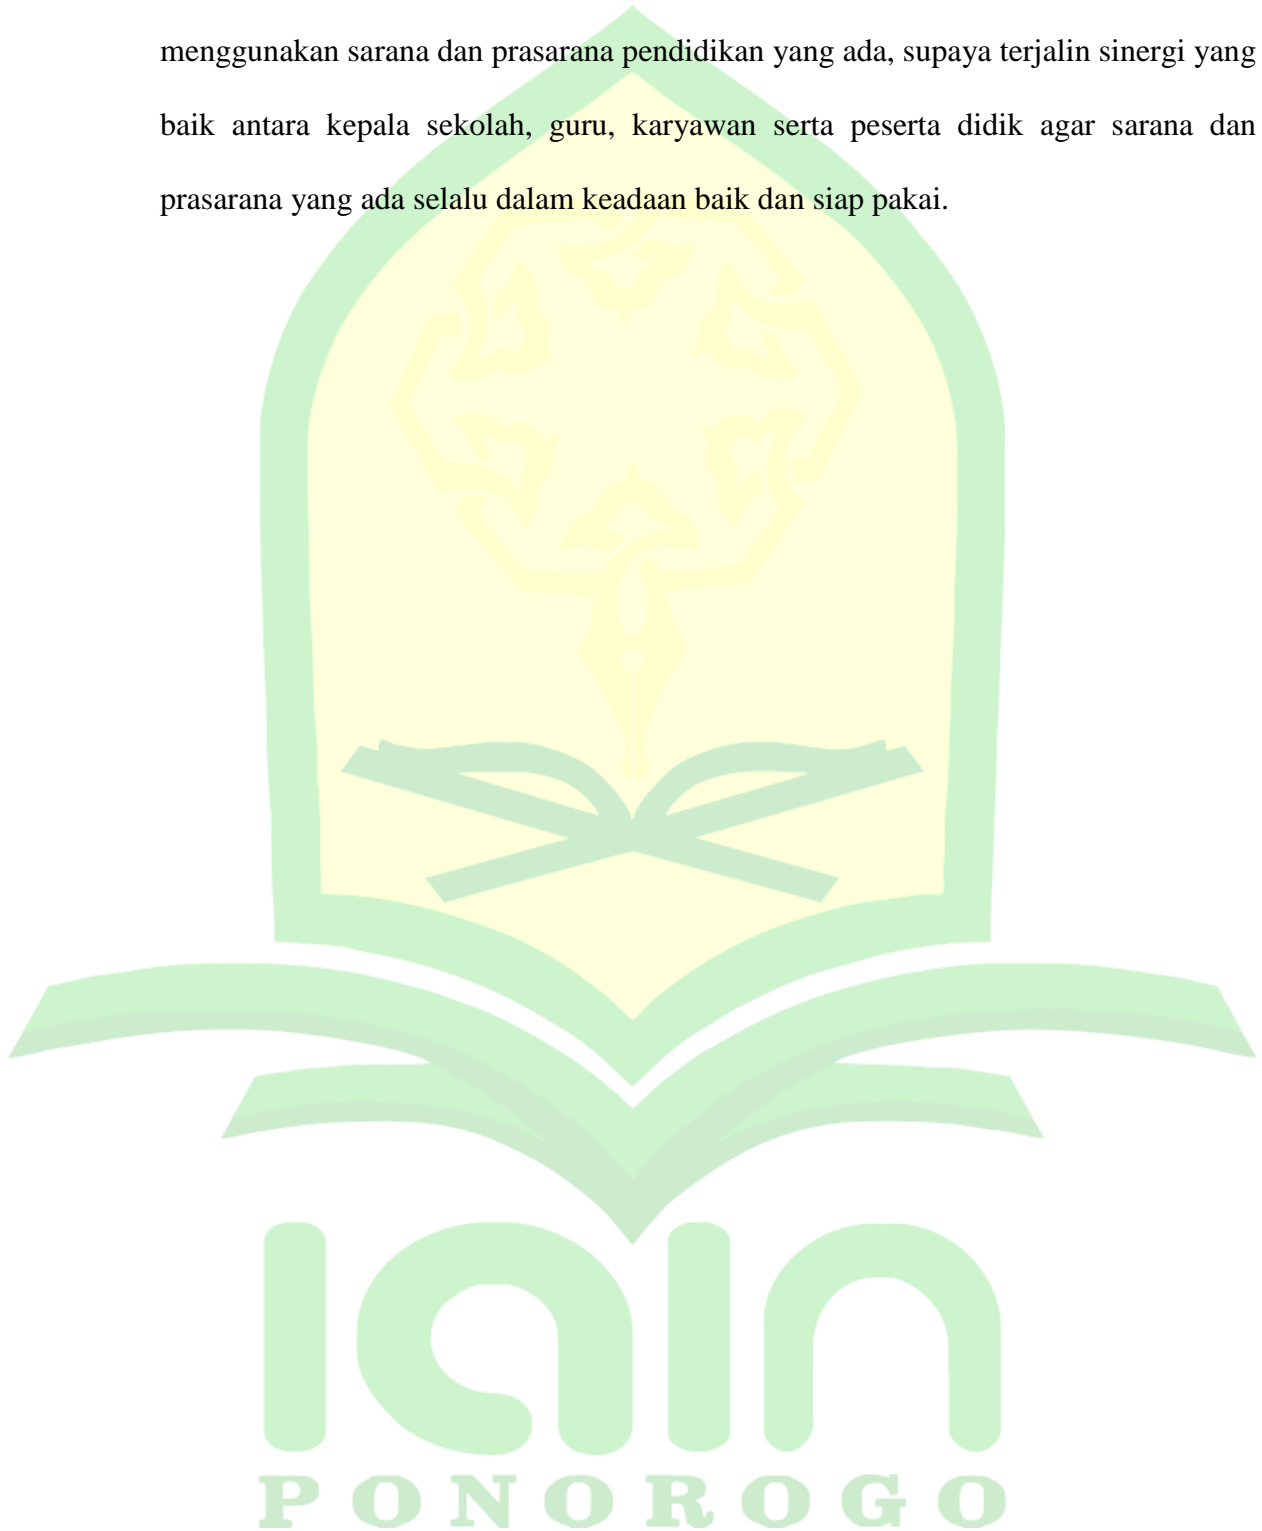 menggunakan sarana dan prasarana pendidikan yang ada, supaya terjalin sinergi yang
baik antara kepala sekolah, guru, karyawan serta peserta didik agar sarana dan
prasarana yang ada selalu dalam keadaan baik dan siap pakai.
iain
PONOROGO